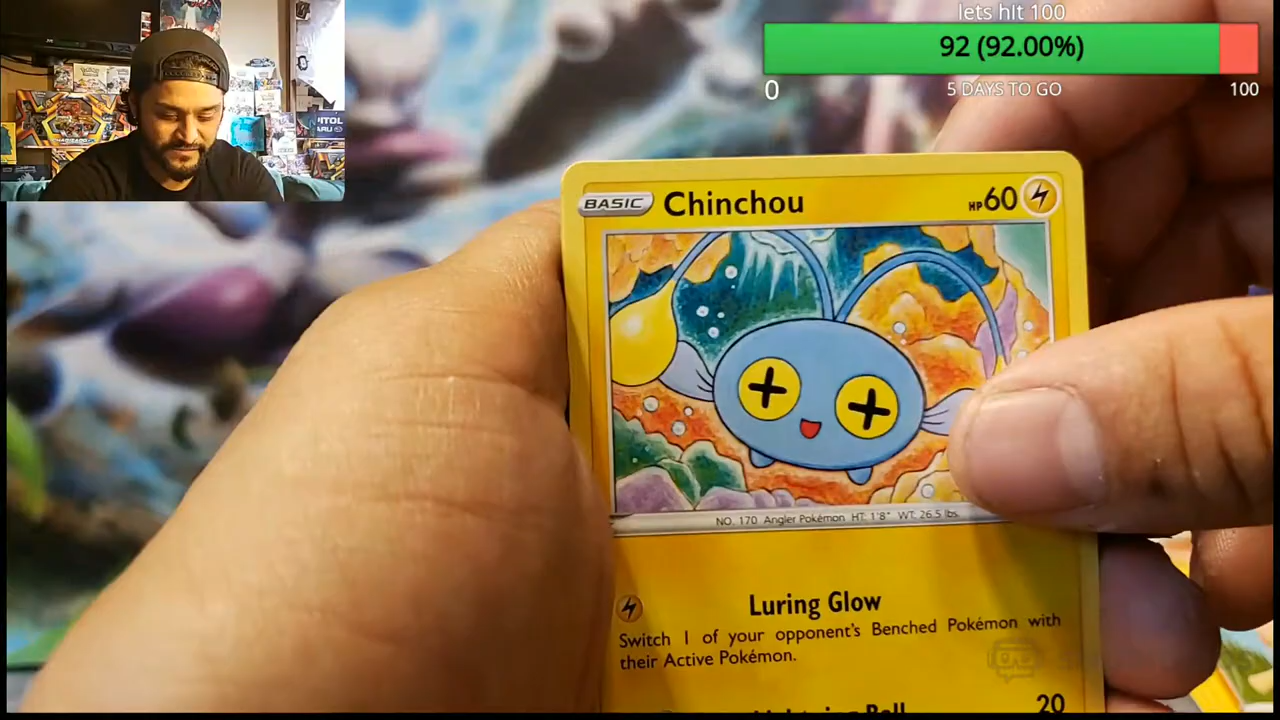 lets hIt 100
92 (92.00%)
0
5 DAYS TO GO
100
BASIC Chinchou HP60
NO. 170 Angler Pokémon HT: 1'8" WT: 26.5 lbs.
Luring Glow
Switch 1 of your opponent's Benched Pokémon with
their Active Pokémon.
Ball 20